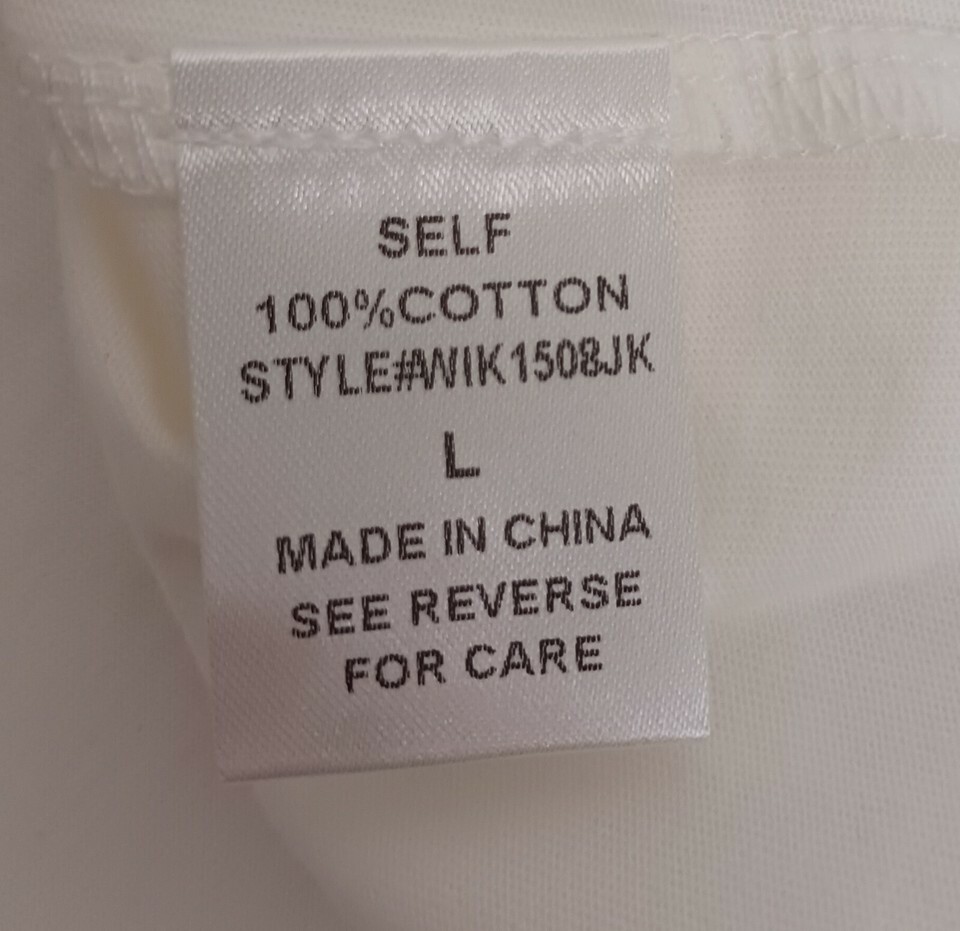 SELF
100%COTTON
STYLE#WIK1508JK
L
MADE IN CHINA
SEE REVERSE
FOR CARE